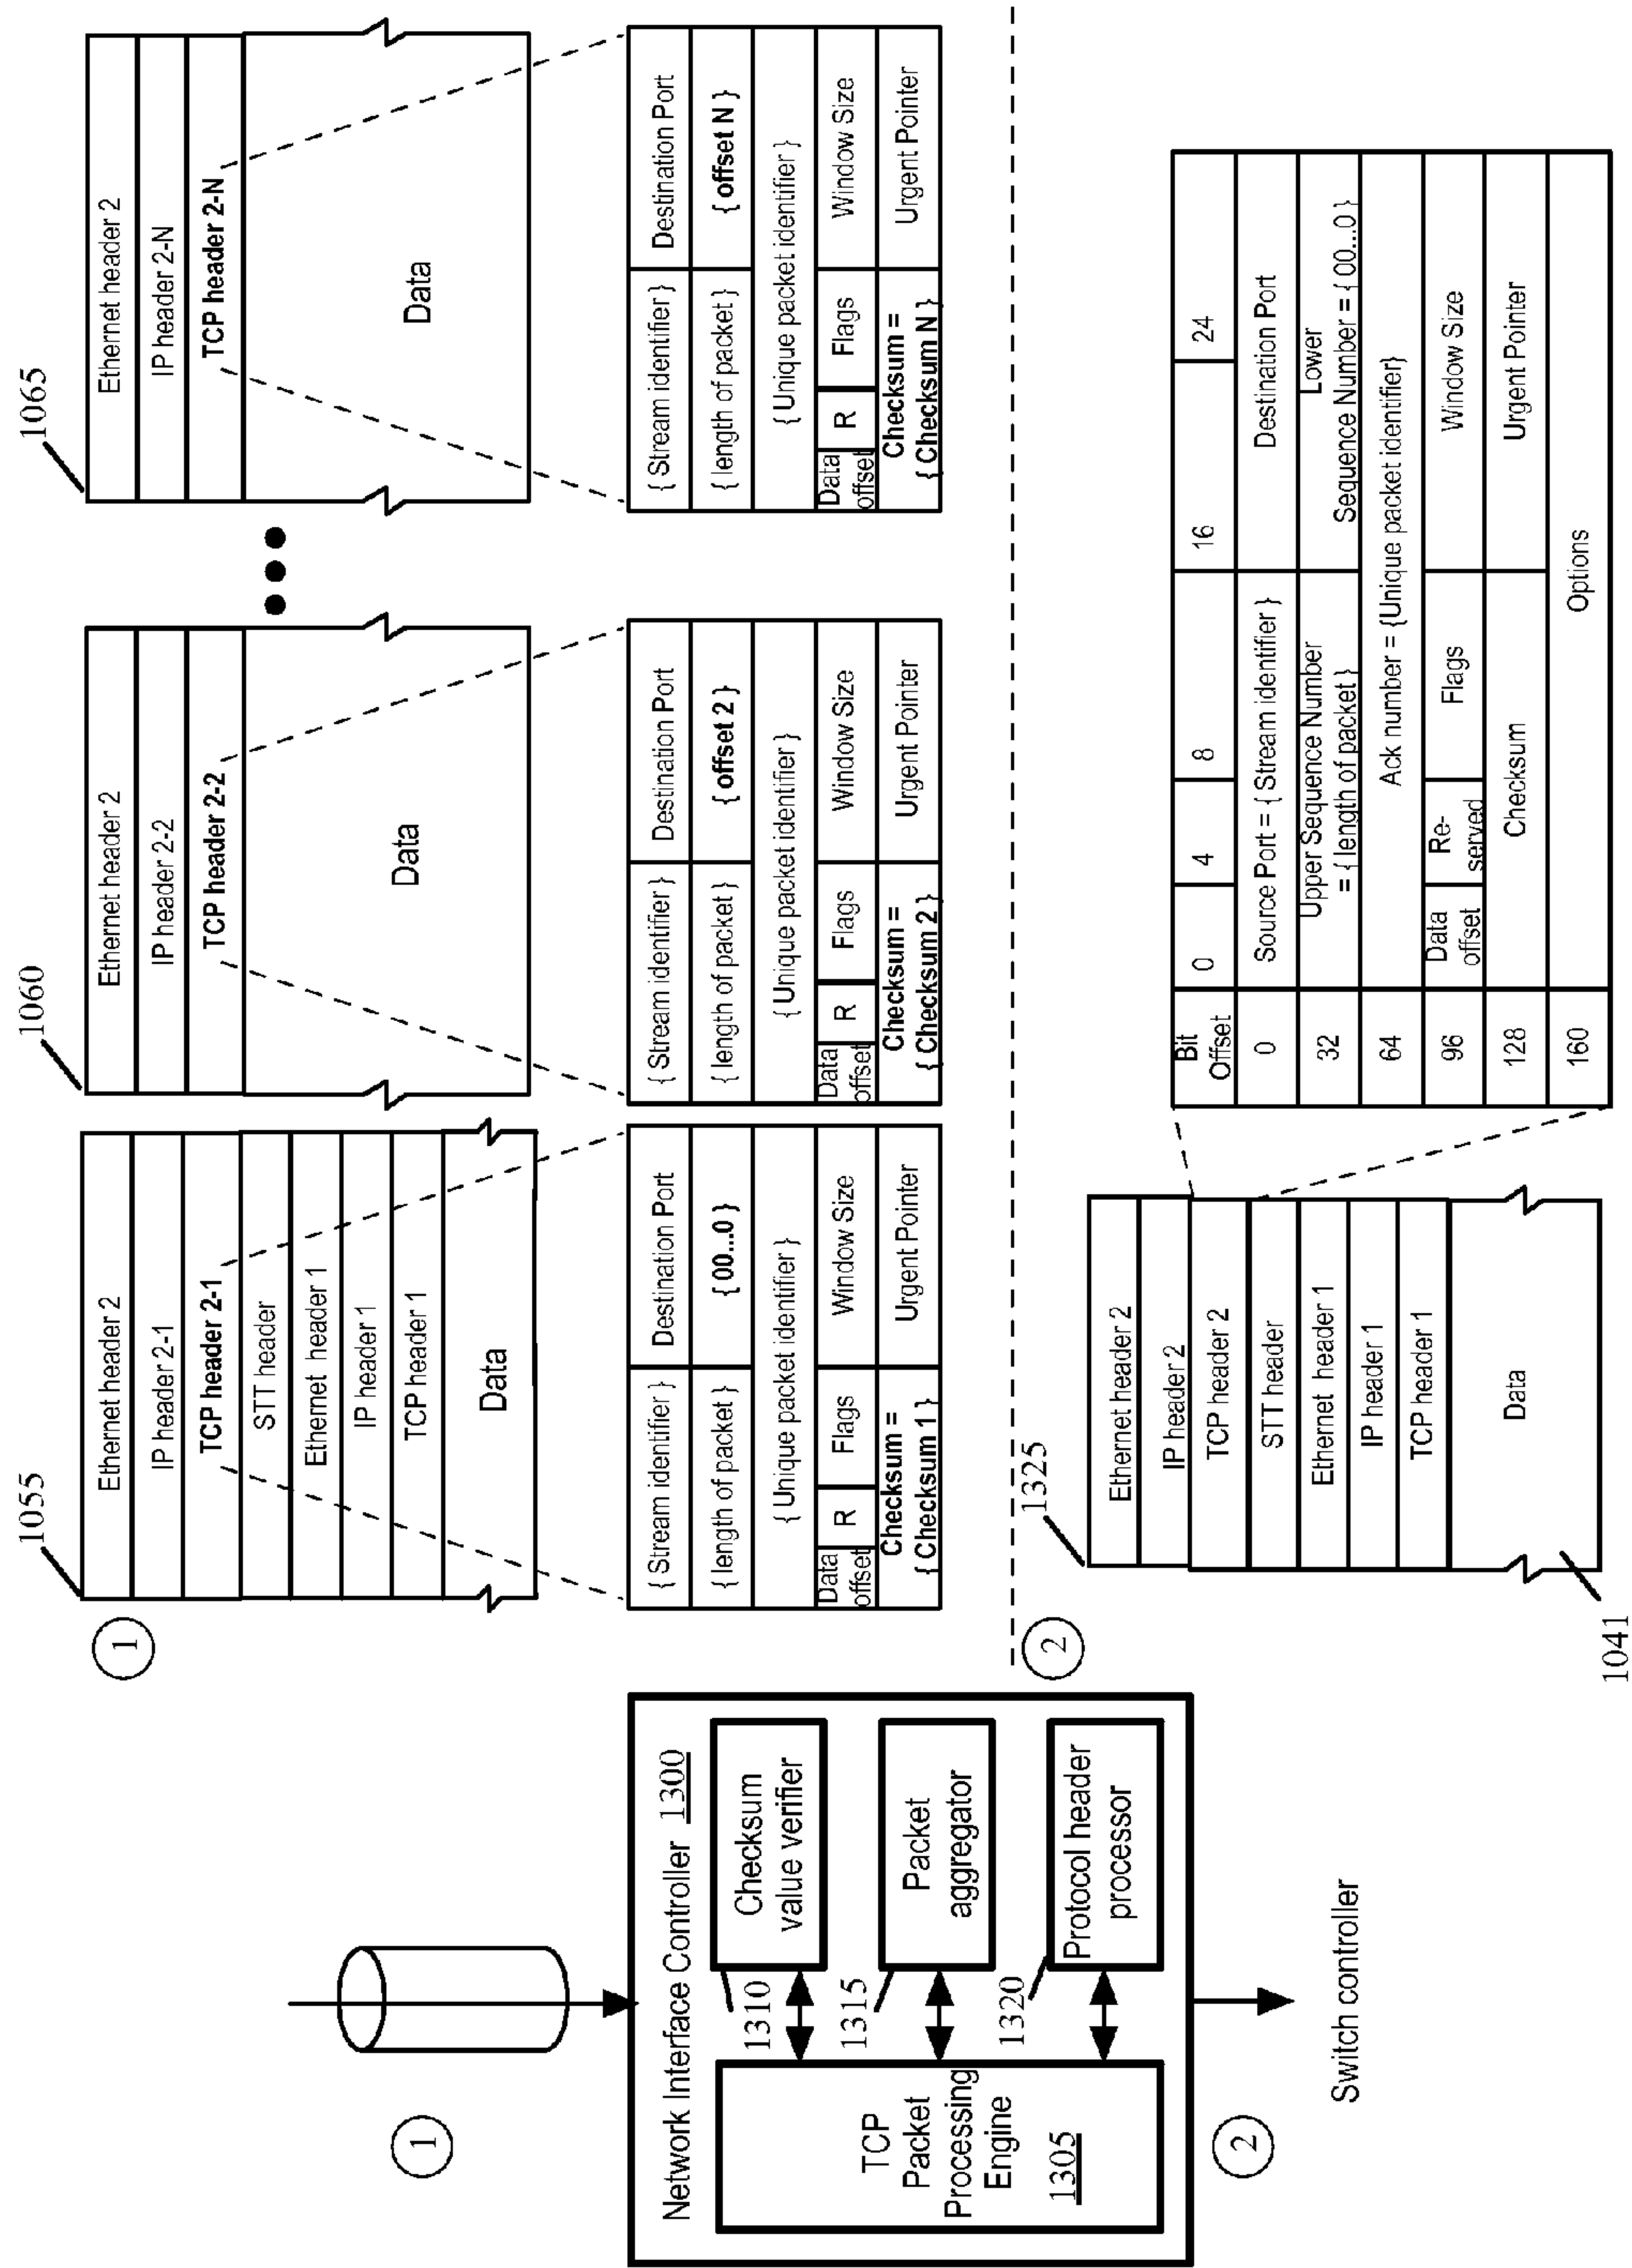 1
Network Interface Controller 1300
TCP
Packet
Processing
Engine
1305
1310
Checksum
value verifier
1315
Packet
aggregator
1320
Protocol header
processor
2
Switch controller
1
1055
Ethernet header 2
IP header 2-1
TCP header 2-1
STT header
Ethernet header 1
IP header 1
TCP header 1
Data
{ Stream identifier } Destination Port
{ length of packet } { 00...0 }
{ Unique packet identifier }
Data
offset R Flags Window Size
Checksum =
{ Checksum 1 } Urgent Pointer
1060
Ethernet header 2
IP header 2-2
TCP header 2-2
Data
{ Stream identifier } Destination Port
{ length of packet } { offset 2 }
{ Unique packet identifier }
Data
offset R Flags Window Size
Checksum =
{ Checksum 2 } Urgent Pointer
1065
Ethernet header 2
IP header 2-N
TCP header 2-N
Data
{ Stream identifier } Destination Port
{ length of packet } { offset N }
{ Unique packet identifier }
Data
offset R Flags Window Size
Checksum =
{ Checksum N } Urgent Pointer
2
1325
Ethernet header 2
IP header 2
TCP header 2
STT header
Ethernet header 1
IP header 1
TCP header 1
Data
1041
Bit
Offset 0 4 8 16 24
0 Source Port = { Stream identifier } Destination Port
32 Upper Sequence Number
= { length of packet } Lower
Sequence Number = { 00...0 }
64 Ack number = {Unique packet identifier}
96 Data
offset Re-
served Flags Window Size
128 Checksum Urgent Pointer
160 Options